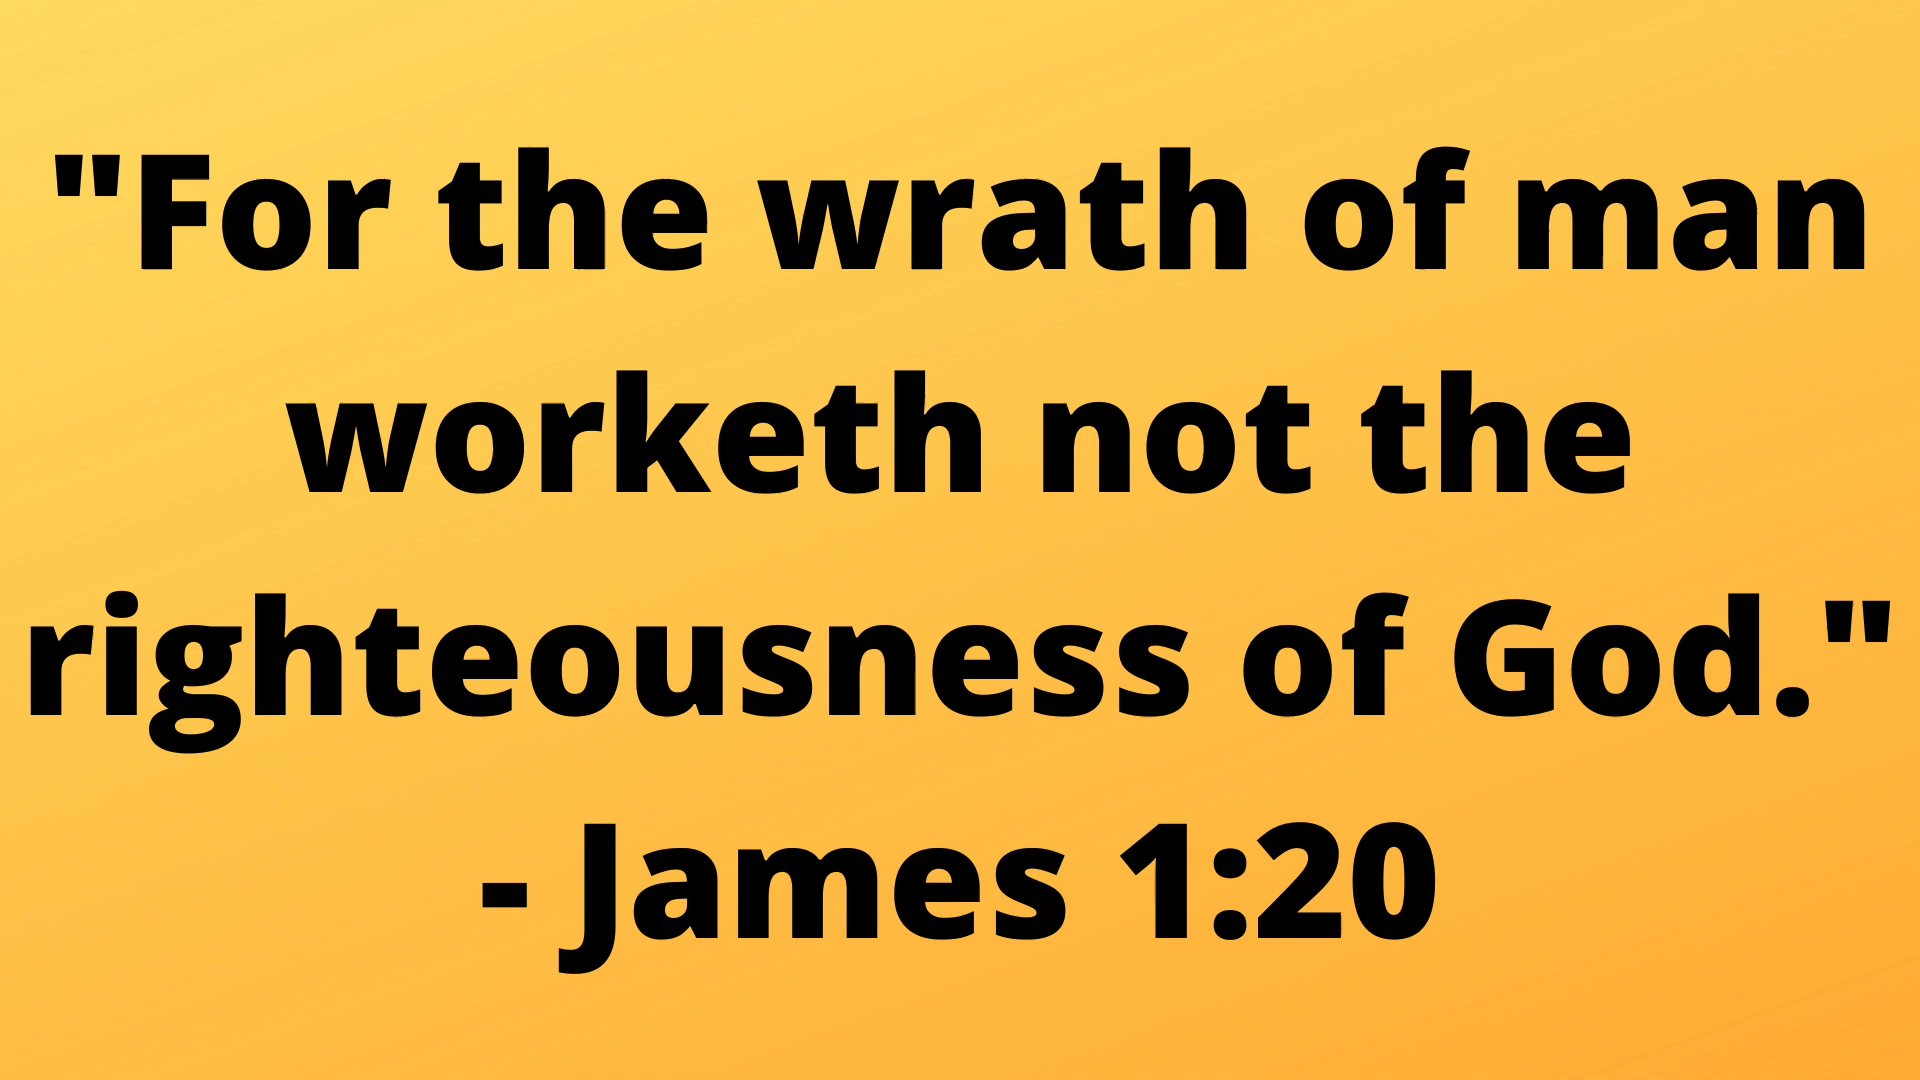 "For the wrath of man
worketh not the
righteousness of God."
- James 1:20